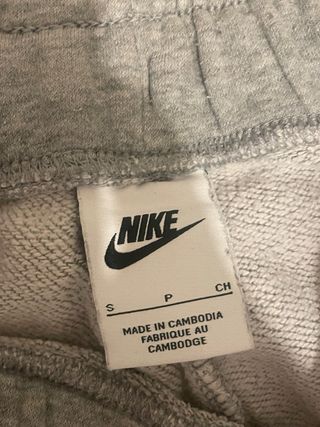 NIKE
S P CH
MADE IN CAMBODIA
FABRIQUE AU
CAMBODGE